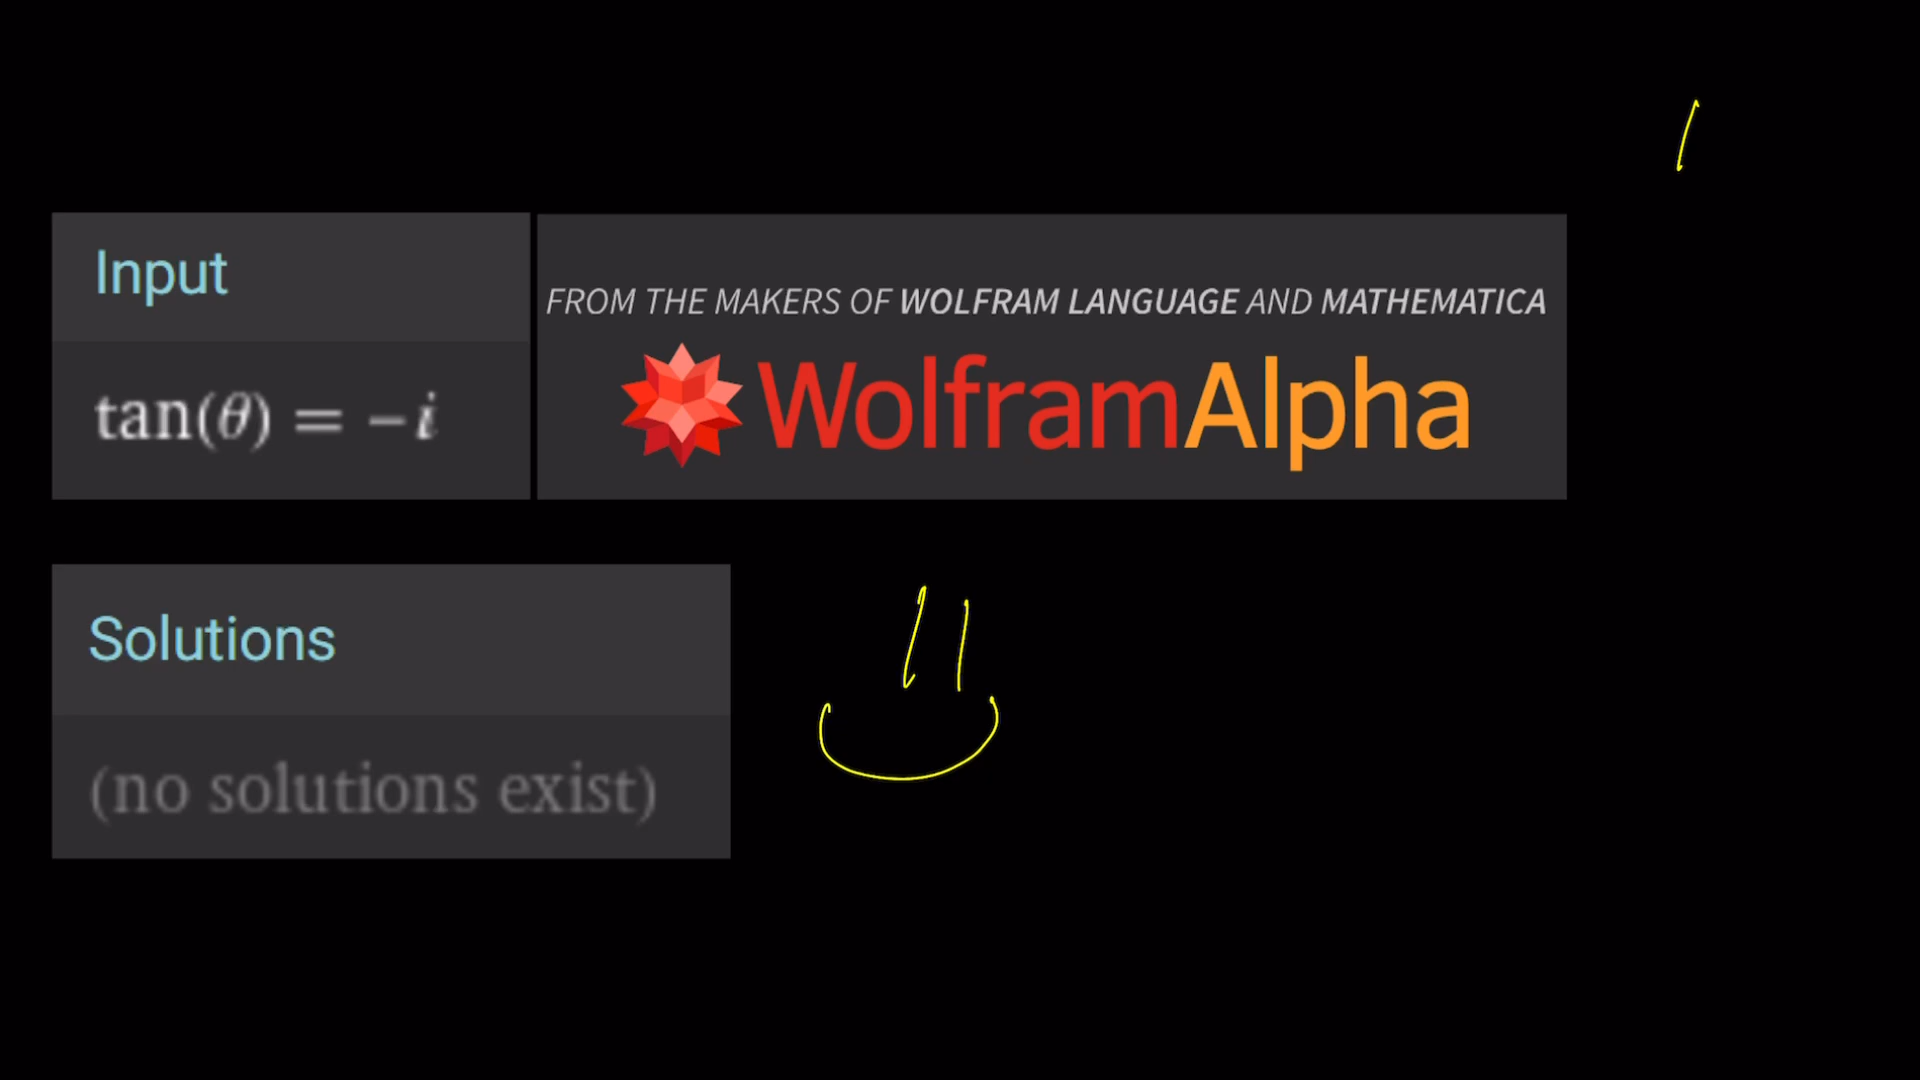 Input
tan(θ) = −i
FROM THE MAKERS OF WOLFRAM LANGUAGE AND MATHEMATICA
WolframAlpha
Solutions
(no solutions exist)